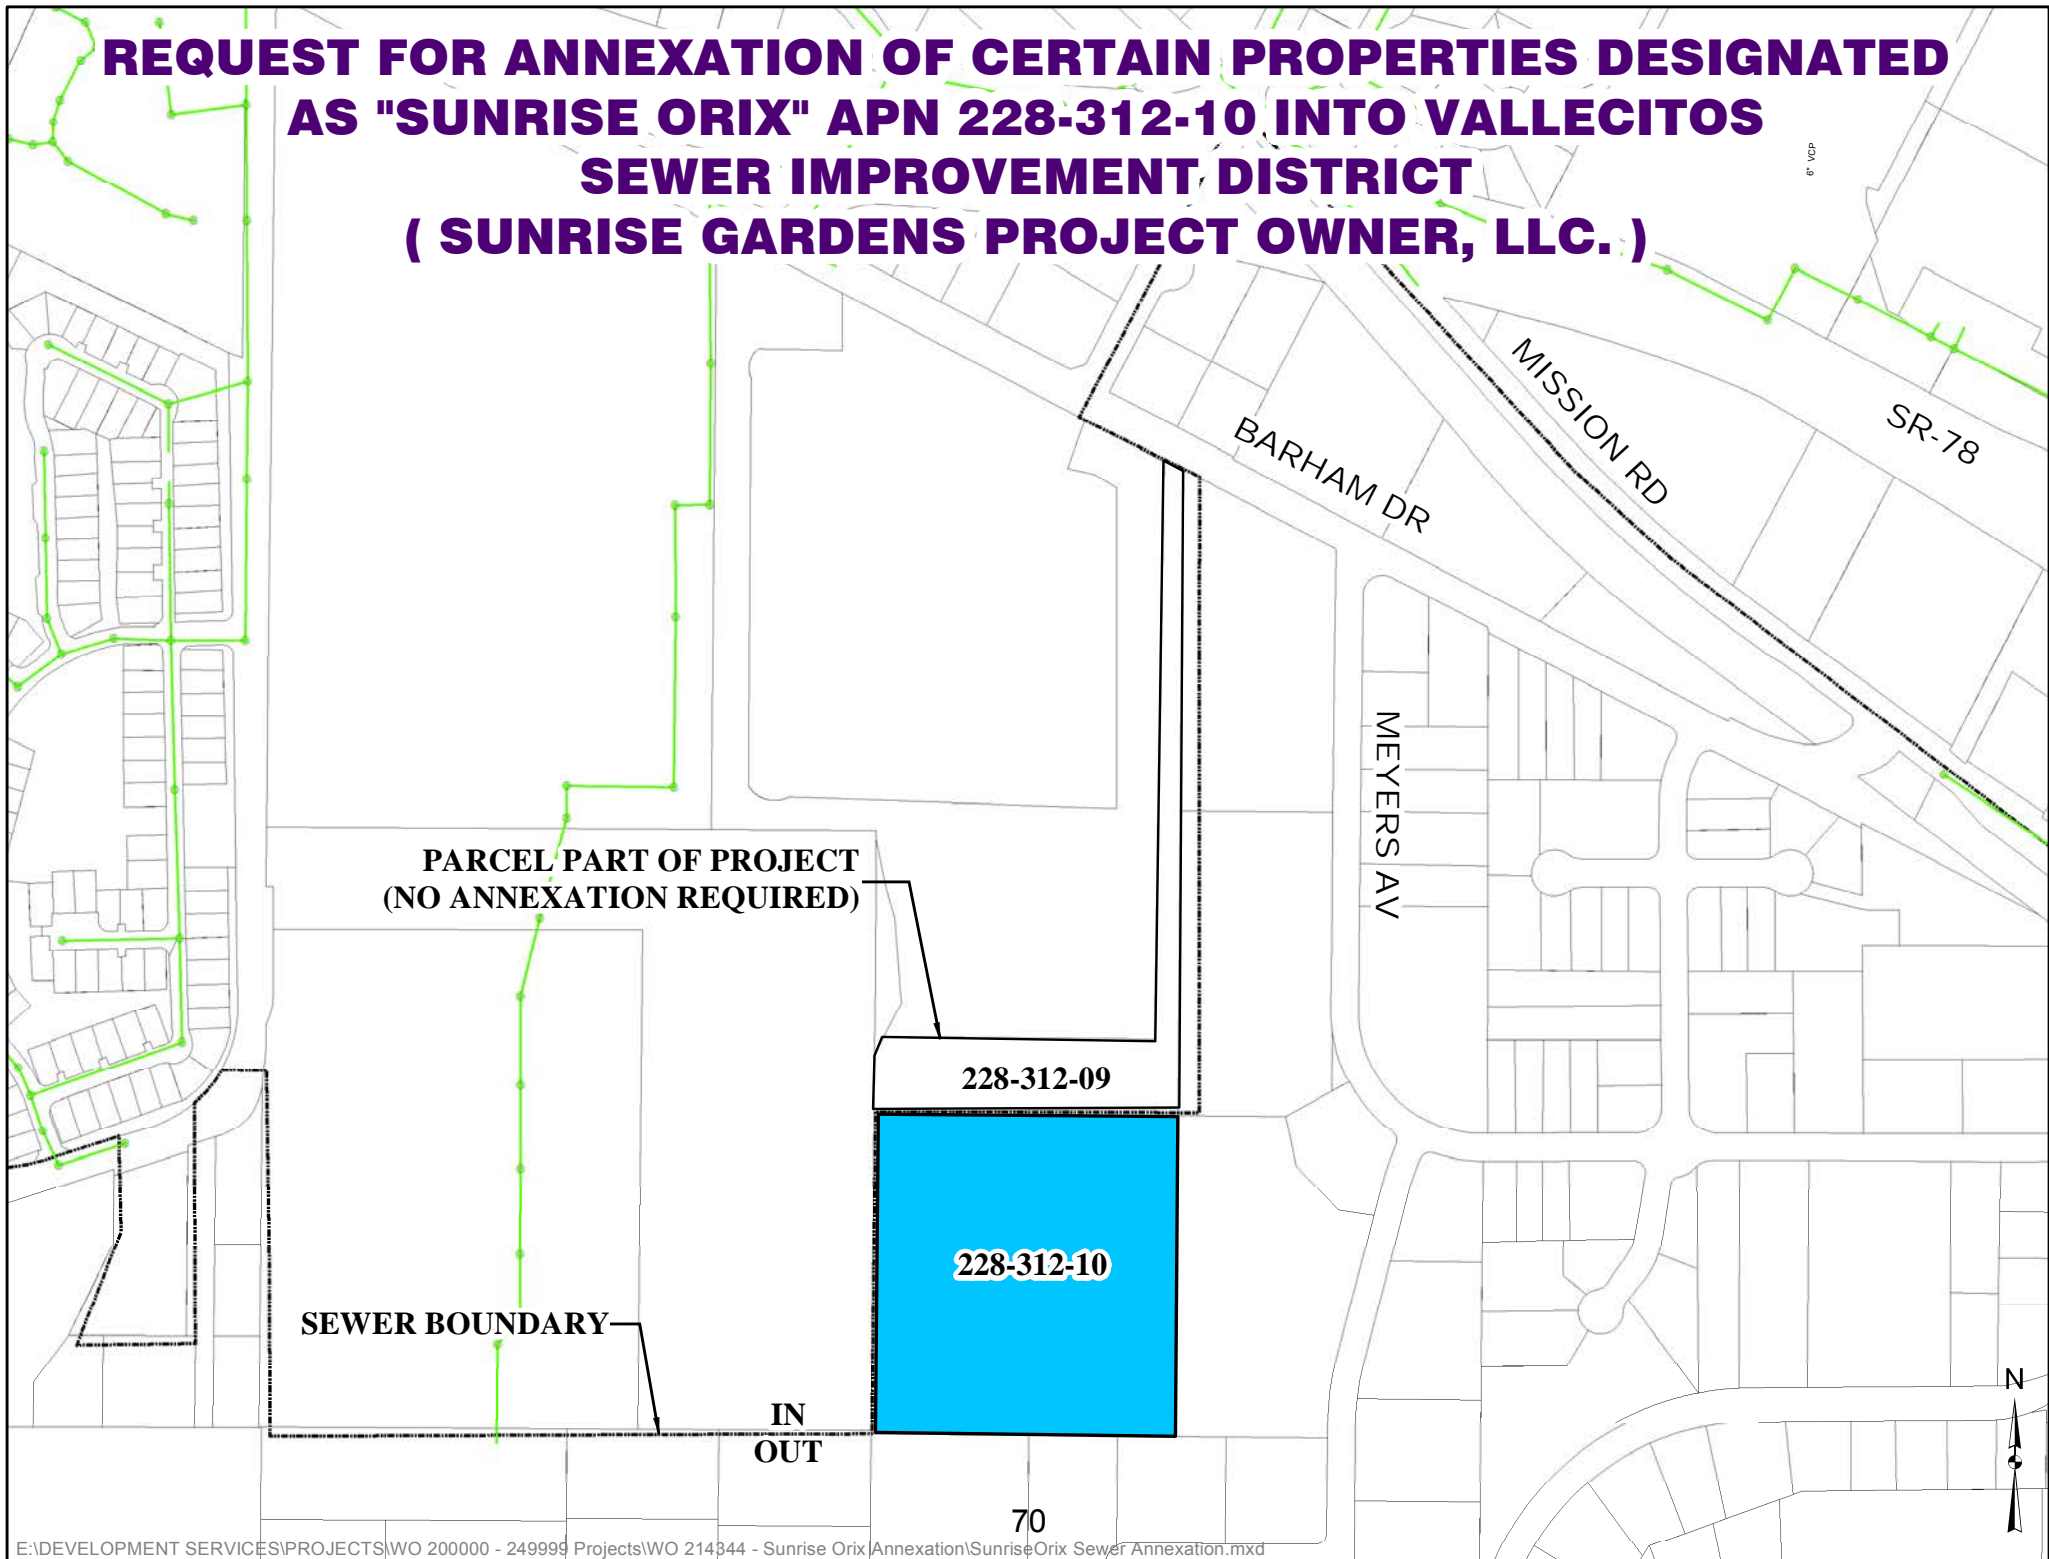 REQUEST FOR ANNEXATION OF CERTAIN PROPERTIES DESIGNATED
AS "SUNRISE ORIX" APN 228-312-10 INTO VALLECITOS
SEWER IMPROVEMENT DISTRICT
( SUNRISE GARDENS PROJECT OWNER, LLC. )
6" VCP
MISSION RD
SR-78
BARHAM DR
MEYERS AV
PARCEL PART OF PROJECT
(NO ANNEXATION REQUIRED)
228-312-09
228-312-10
SEWER BOUNDARY
IN
OUT
N
70
E:\DEVELOPMENT SERVICES\PROJECTS\WO 200000 - 249999 Projects\WO 214344 - Sunrise Orix Annexation\SunriseOrix Sewer Annexation.mxd